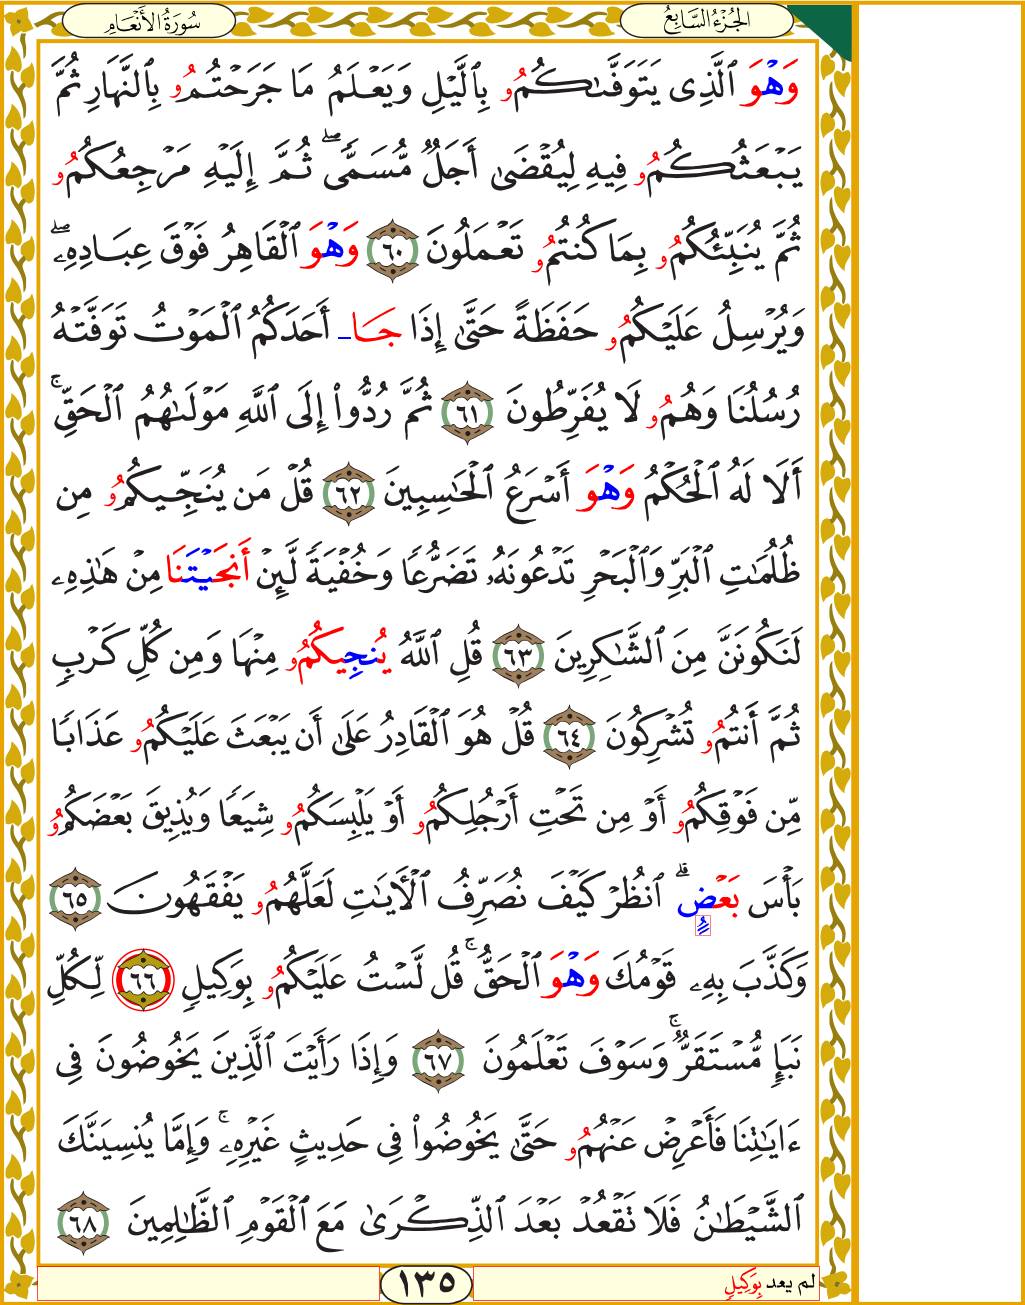 الجُزْءُ السَّابِعُ
سُورَةُ الأَنْعَامِ
وَهْوَ ٱلَّذِى يَتَوَفَّىٰكُمُۥ بِٱلَّيْلِ وَيَعْلَمُ مَا جَرَحْتُمُۥ بِٱلنَّهَارِ ثُمَّ
يَبْعَثُكُمُۥ فِيهِ لِيُقْضَىٰ أَجَلٌ مُّسَمًّى ۖ ثُمَّ إِلَيْهِ مَرْجِعُكُمُۥ
ثُمَّ يُنَبِّئُكُمُۥ بِمَا كُنتُمُۥ تَعْمَلُونَ ٦٠ وَهْوَ ٱلْقَاهِرُ فَوْقَ عِبَادِهِۦ ۖ
وَيُرْسِلُ عَلَيْكُمُۥ حَفَظَةً حَتَّىٰ إِذَا جَا أَحَدَكُمُ ٱلْمَوْتُ تَوَفَّتْهُ
رُسُلُنَا وَهُمُۥ لَا يُفَرِّطُونَ ٦١ ثُمَّ رُدُّوا۟ إِلَى ٱللَّهِ مَوْلَىٰهُمُ ٱلْحَقِّ ۚ
أَلَا لَهُ ٱلْحُكْمُ وَهْوَ أَسْرَعُ ٱلْحَٰسِبِينَ ٦٢ قُلْ مَن يُنَجِّيكُمُۥ مِن
ظُلُمَٰتِ ٱلْبَرِّ وَٱلْبَحْرِ تَدْعُونَهُۥ تَضَرُّعًا وَخُفْيَةً لَّئِنْ أَنجَيْتَنَا مِنْ هَٰذِهِۦ
لَنَكُونَنَّ مِنَ ٱلشَّٰكِرِينَ ٦٣ قُلِ ٱللَّهُ يُنجِيكُمُۥ مِنْهَا وَمِن كُلِّ كَرْبٍ
ثُمَّ أَنتُمُۥ تُشْرِكُونَ ٦٤ قُلْ هُوَ ٱلْقَادِرُ عَلَىٰ أَن يَبْعَثَ عَلَيْكُمُۥ عَذَابًا
مِّن فَوْقِكُمُۥ أَوْ مِن تَحْتِ أَرْجُلِكُمُۥ أَوْ يَلْبِسَكُمُۥ شِيَعًا وَيُذِيقَ بَعْضَكُمُۥ
بَأْسَ بَعْضٍ ۗ ٱنظُرْ كَيْفَ نُصَرِّفُ ٱلْأَيَٰتِ لَعَلَّهُمُۥ يَفْقَهُونَ ٦٥
وَكَذَّبَ بِهِۦ قَوْمُكَ وَهْوَ ٱلْحَقُّ ۚ قُل لَّسْتُ عَلَيْكُمُۥ بِوَكِيلٍ ٦٦ لِّكُلِّ
نَبَإٍ مُّسْتَقَرٌّ ۚ وَسَوْفَ تَعْلَمُونَ ٦٧ وَإِذَا رَأَيْتَ ٱلَّذِينَ يَخُوضُونَ فِى
ءَايَٰتِنَا فَأَعْرِضْ عَنْهُمُۥ حَتَّىٰ يَخُوضُوا۟ فِى حَدِيثٍ غَيْرِهِۦ ۚ وَإِمَّا يُنسِيَنَّكَ
ٱلشَّيْطَٰنُ فَلَا تَقْعُدْ بَعْدَ ٱلذِّكْرَىٰ مَعَ ٱلْقَوْمِ ٱلظَّٰلِمِينَ ٦٨
لم يعد بِوَكِيلٍ
١٣٥